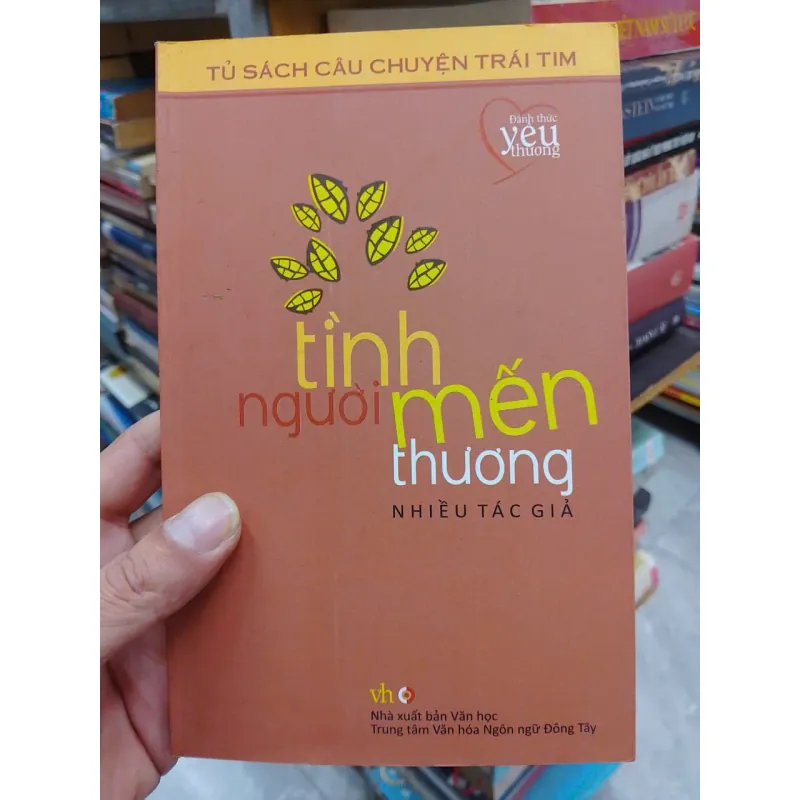 TỦ SÁCH CÂU CHUYỆN TRÁI TIM
Đánh thức
yêu
thương
tình
người mến
thương
NHIỀU TÁC GIẢ
vh
Nhà xuất bản Văn học
Trung tâm Văn hóa Ngôn ngữ Đông Tây